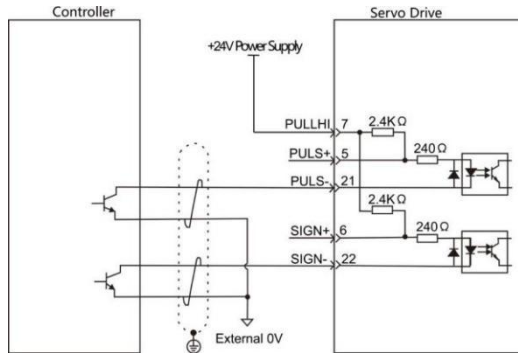 Controller
Servo Drive
+24V Power Supply
PULLHI 7
2.4KΩ
PULS+ 5
240Ω
PULS- 21
2.4KΩ
SIGN+ 6
240Ω
SIGN- 22
External 0V